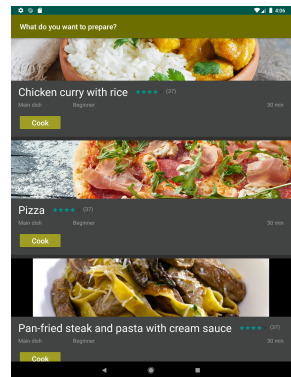 4:06
What do you want to prepare?
Chicken curry with rice (37)
Main dish Beginner 30 min
Cook
Pizza (37)
Main dish Beginner 30 min
Cook
Pan-fried steak and pasta with cream sauce (37)
Main dish Beginner 30 min
Cook